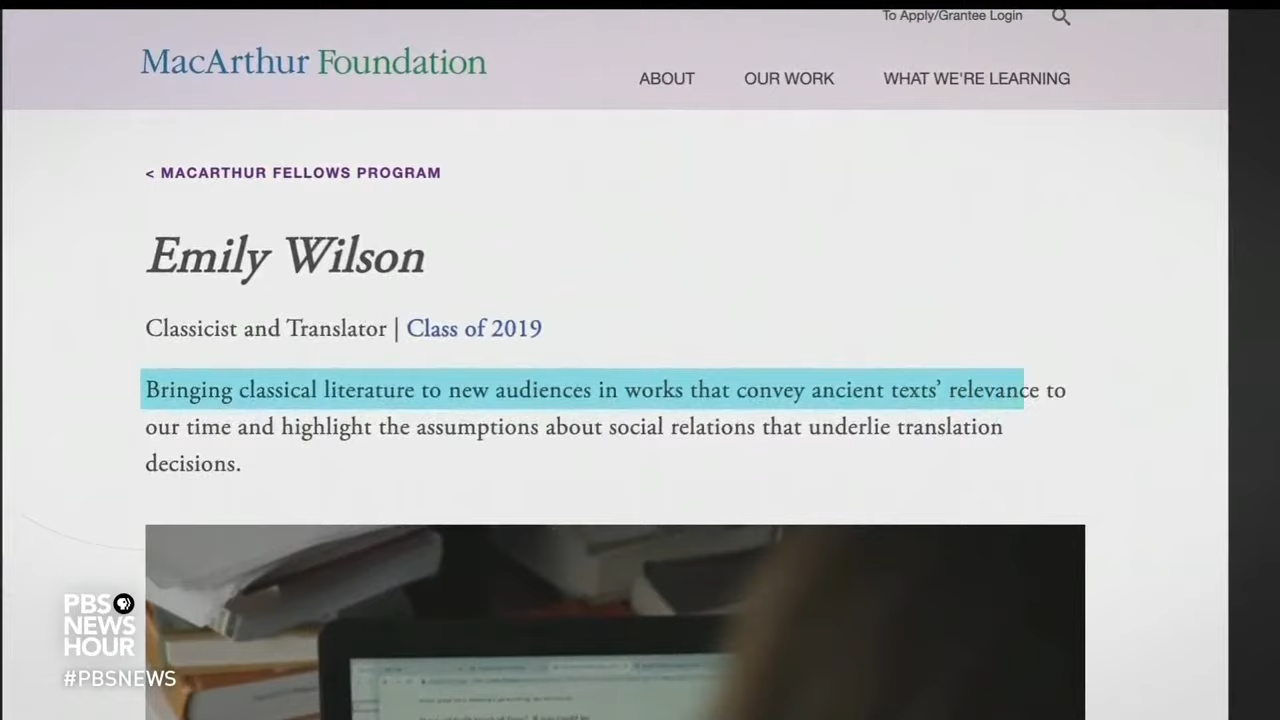 To Apply/Grantee Login
MacArthur Foundation
ABOUT
OUR WORK
WHAT WE'RE LEARNING
< MACARTHUR FELLOWS PROGRAM
Emily Wilson
Classicist and Translator | Class of 2019
Bringing classical literature to new audiences in works that convey ancient texts’ relevance to
our time and highlight the assumptions about social relations that underlie translation
decisions.
PBS
NEWS
HOUR
#PBSNEWS